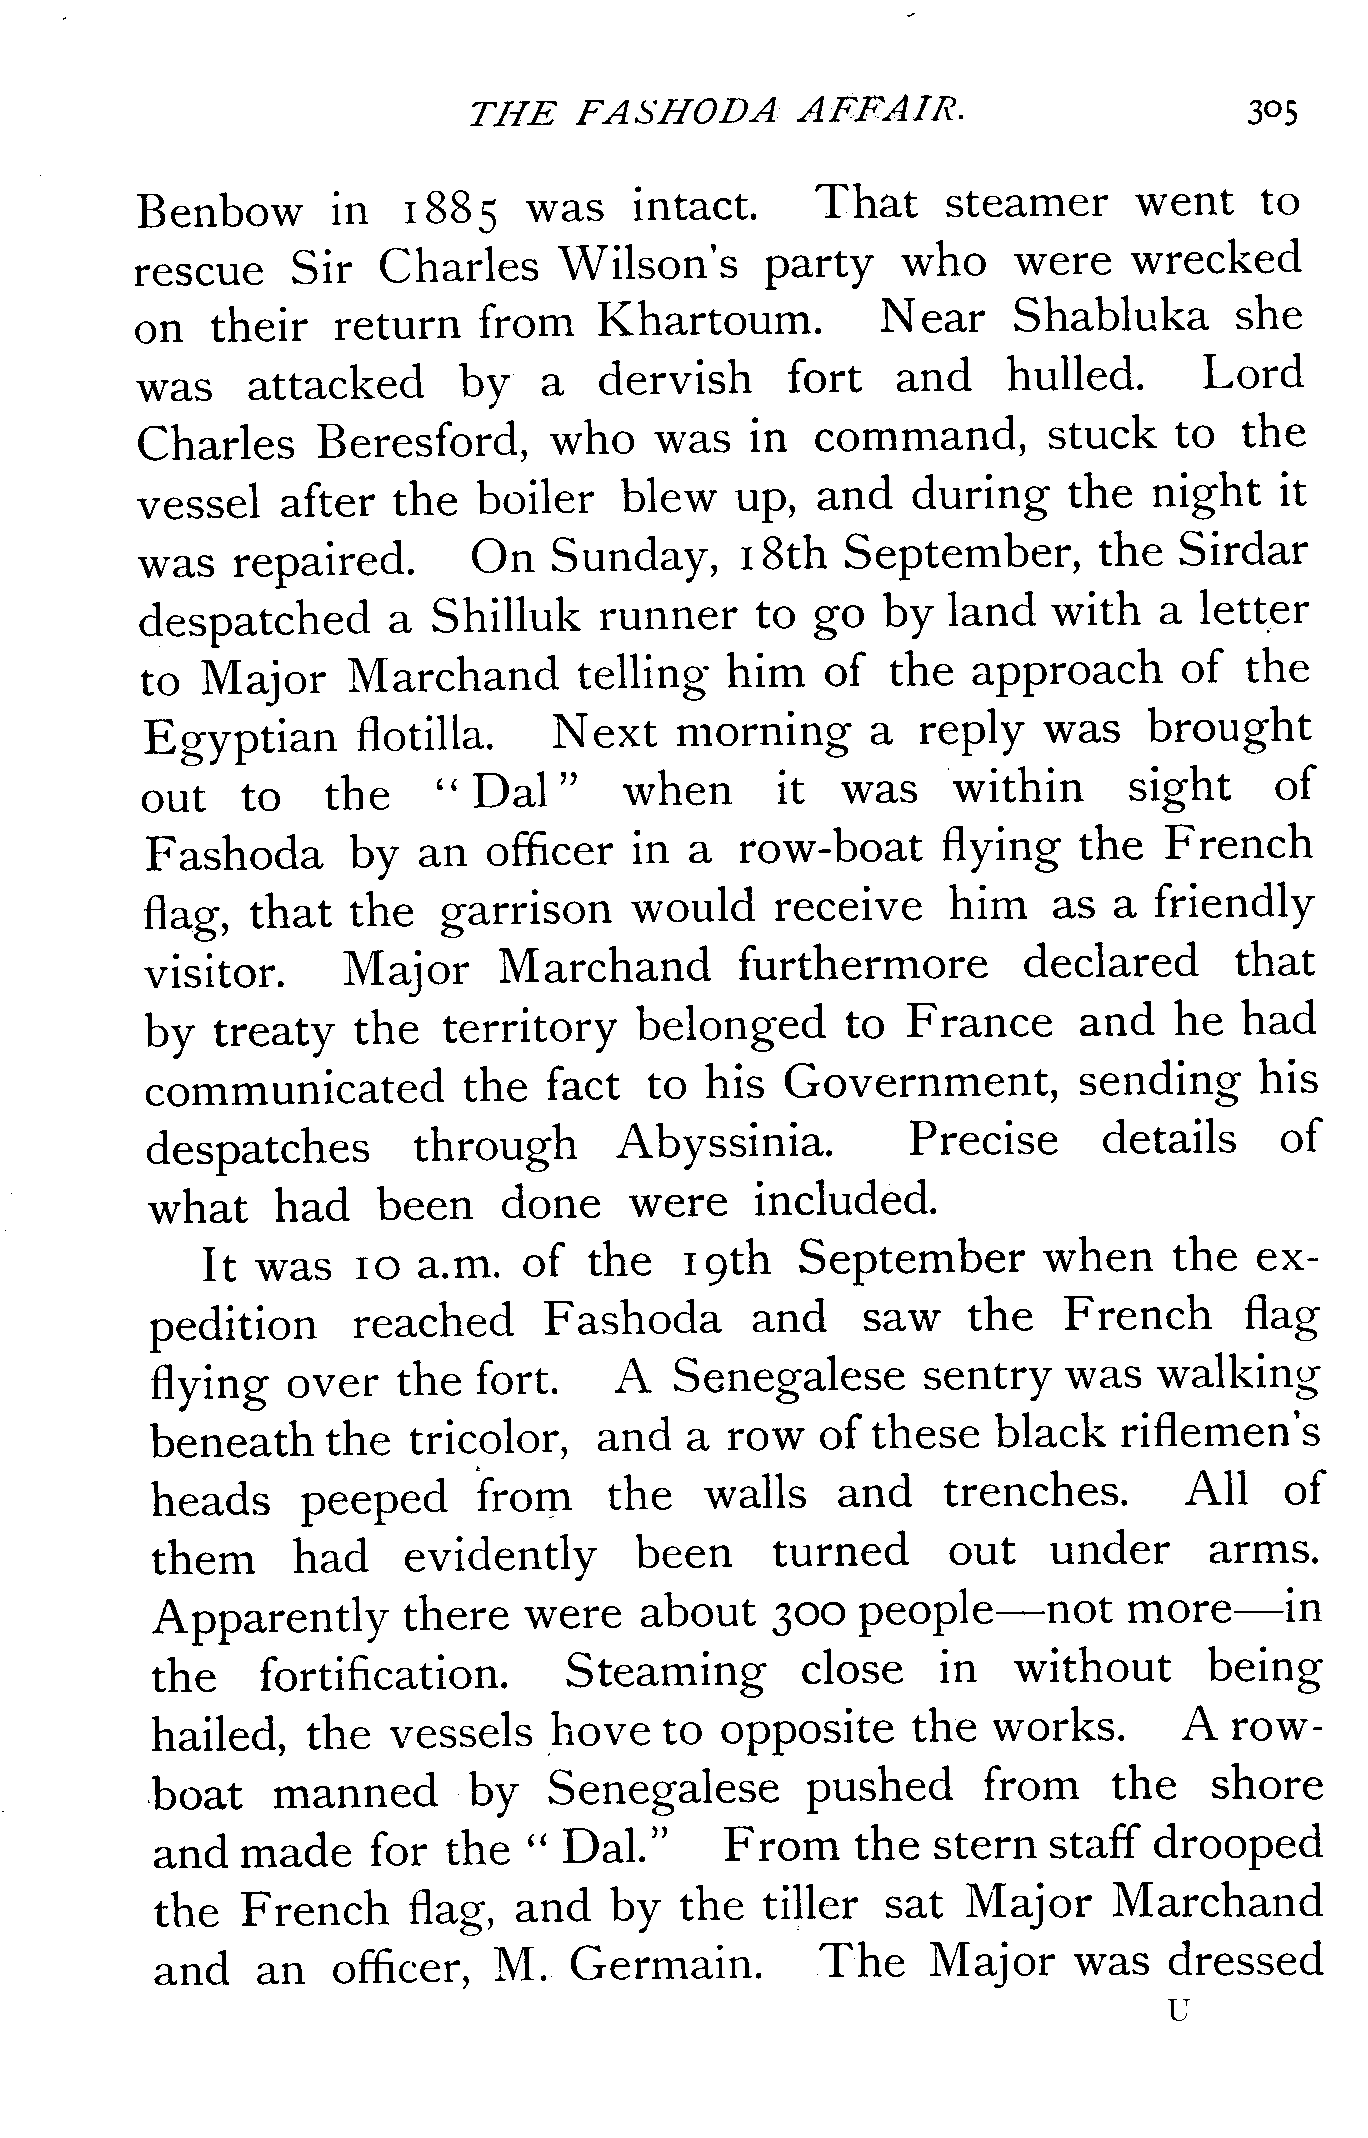 THE FASHODA AFFAIR. 305
Benbow in 1885 was intact. That steamer went to
rescue Sir Charles Wilson's party who were wrecked
on their return from Khartoum. Near Shabluka she
was attacked by a dervish fort and hulled. Lord
Charles Beresford, who was in command, stuck to the
vessel after the boiler blew up, and during the night it
was repaired. On Sunday, 18th September, the Sirdar
despatched a Shilluk runner to go by land with a letter
to Major Marchand telling him of the approach of the
Egyptian flotilla. Next morning a reply was brought
out to the "Dal" when it was within sight of
Fashoda by an officer in a row-boat flying the French
flag, that the garrison would receive him as a friendly
visitor. Major Marchand furthermore declared that
by treaty the territory belonged to France and he had
communicated the fact to his Government, sending his
despatches through Abyssinia. Precise details of
what had been done were included.
It was 10 a.m. of the 19th September when the ex-
pedition reached Fashoda and saw the French flag
flying over the fort. A Senegalese sentry was walking
beneath the tricolor, and a row of these black riflemen's
heads peeped from the walls and trenches. All of
them had evidently been turned out under arms.
Apparently there were about 300 people—not more—in
the fortification. Steaming close in without being
hailed, the vessels hove to opposite the works. A row-
boat manned by Senegalese pushed from the shore
and made for the "Dal." From the stern staff drooped
the French flag, and by the tiller sat Major Marchand
and an officer, M. Germain. The Major was dressed
U